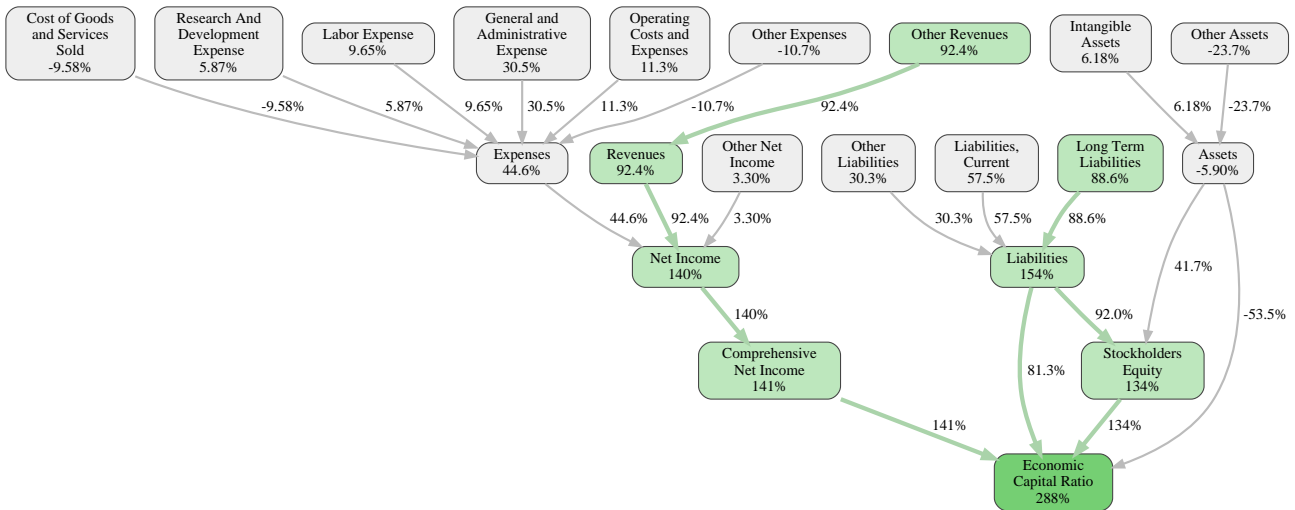 Cost of Goods
and Services
Sold
-9.58%
Research And
Development
Expense
5.87%
Labor Expense
9.65%
General and
Administrative
Expense
30.5%
Operating
Costs and
Expenses
11.3%
Other Expenses
-10.7%
Other Revenues
92.4%
Intangible
Assets
6.18%
Other Assets
-23.7%
-9.58%
5.87%
9.65%
30.5%
11.3%
-10.7%
92.4%
6.18%
-23.7%
Expenses
44.6%
Revenues
92.4%
Other Net
Income
3.30%
Other
Liabilities
30.3%
Liabilities,
Current
57.5%
Long Term
Liabilities
88.6%
Assets
-5.90%
44.6%
92.4%
3.30%
30.3%
57.5%
88.6%
Net Income
140%
Liabilities
154%
41.7%
140%
92.0%
-53.5%
Comprehensive
Net Income
141%
81.3%
Stockholders
Equity
134%
141%
134%
Economic
Capital Ratio
288%